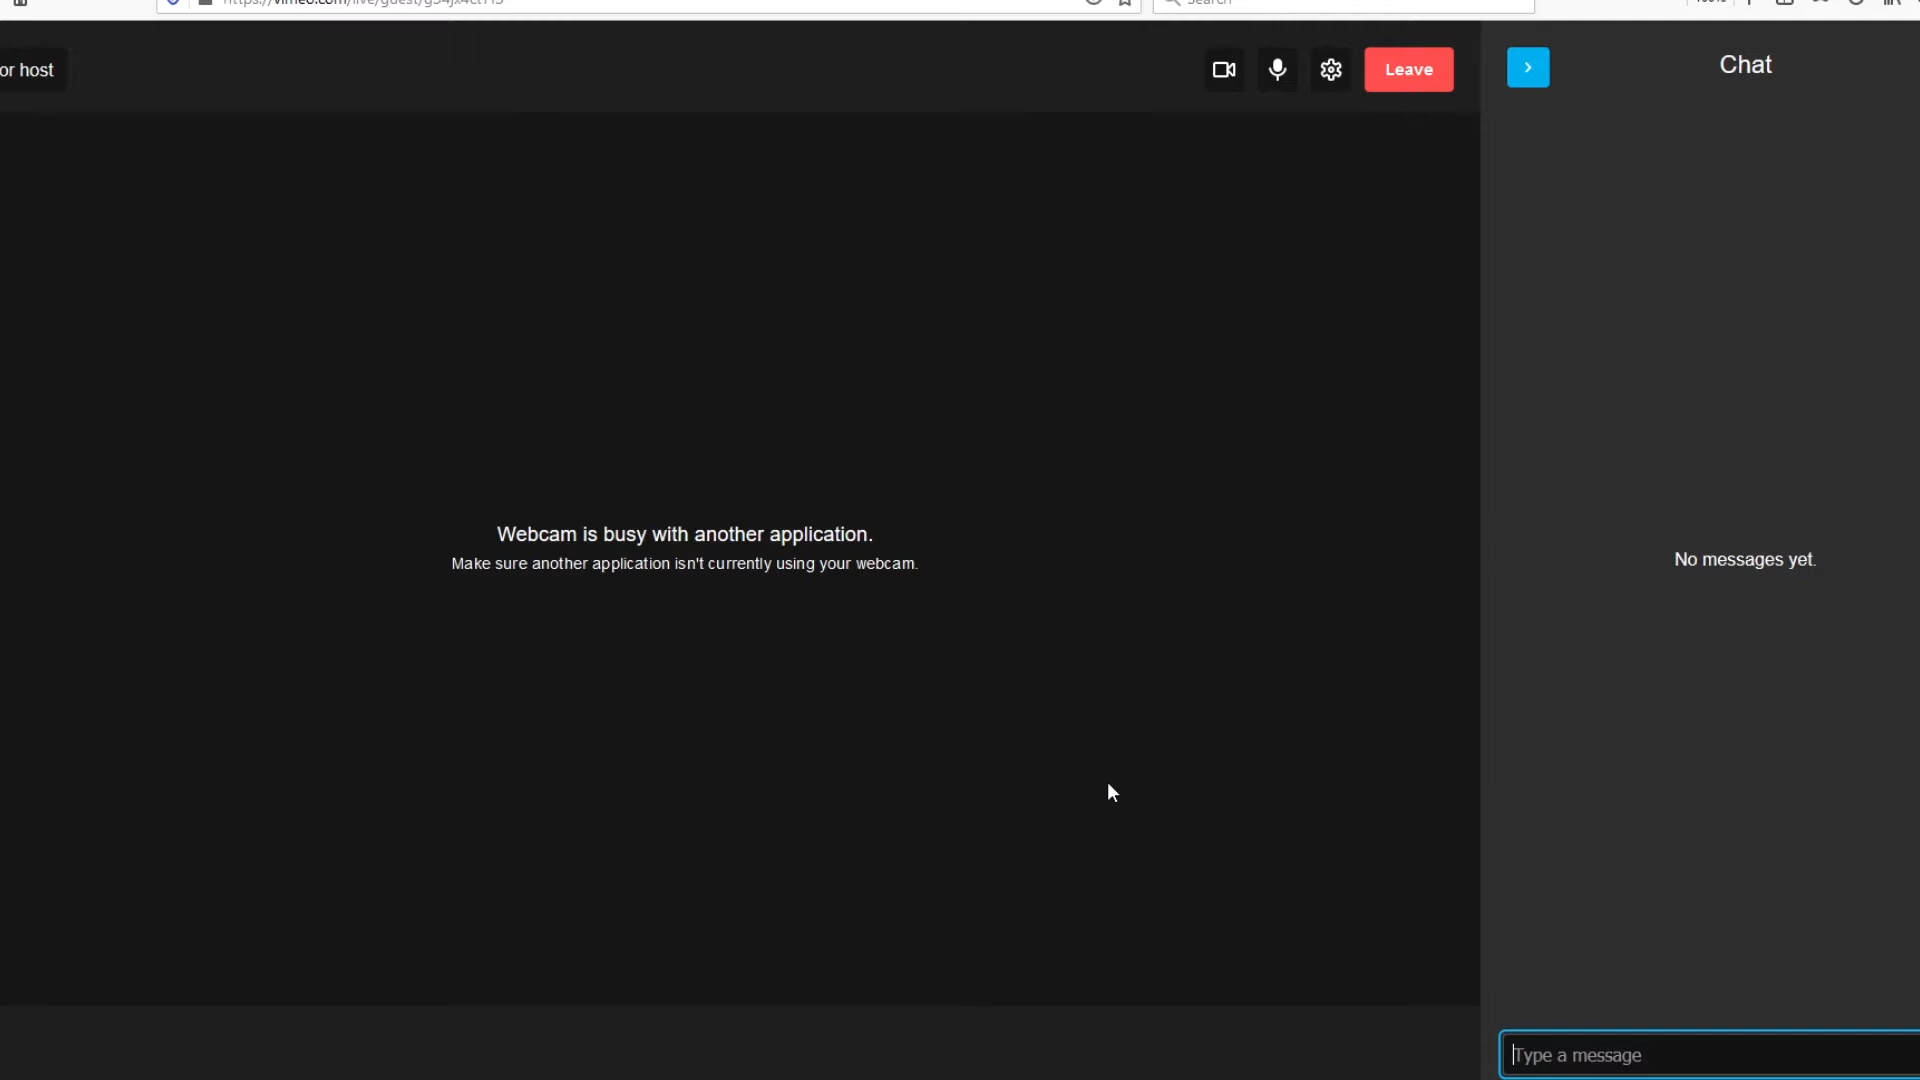 Search
or host
Leave
Chat
Webcam is busy with another application.
Make sure another application isn't currently using your webcam.
No messages yet.
Type a message